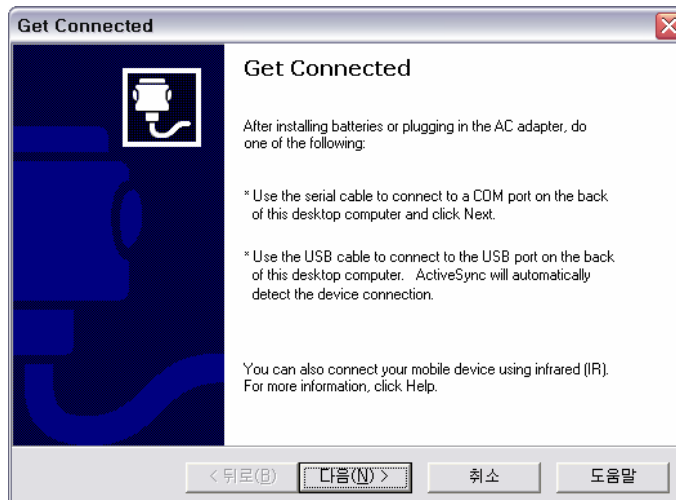 Get Connected
Get Connected
After installing batteries or plugging in the AC adapter, do
one of the following:
* Use the serial cable to connect to a COM port on the back
of this desktop computer and click Next.
* Use the USB cable to connect to the USB port on the back
of this desktop computer. ActiveSync will automatically
detect the device connection.
You can also connect your mobile device using infrared (IR).
For more information, click Help.
< 뒤로(B) 다음(N) > 취소 도움말